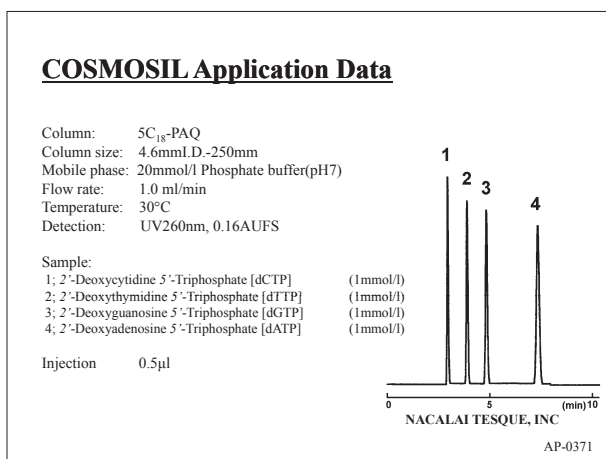 COSMOSIL Application Data
Column: 5C18-PAQ
Column size: 4.6mmI.D.-250mm
Mobile phase: 20mmol/l Phosphate buffer(pH7)
Flow rate: 1.0 ml/min
Temperature: 30°C
Detection: UV260nm, 0.16AUFS
Sample:
1; 2'-Deoxycytidine 5'-Triphosphate [dCTP] (1mmol/l)
2; 2'-Deoxythymidine 5'-Triphosphate [dTTP] (1mmol/l)
3; 2'-Deoxyguanosine 5'-Triphosphate [dGTP] (1mmol/l)
4; 2'-Deoxyadenosine 5'-Triphosphate [dATP] (1mmol/l)
Injection 0.5μl
1
2
3
4
0 5 (min)10
NACALAI TESQUE, INC
AP-0371